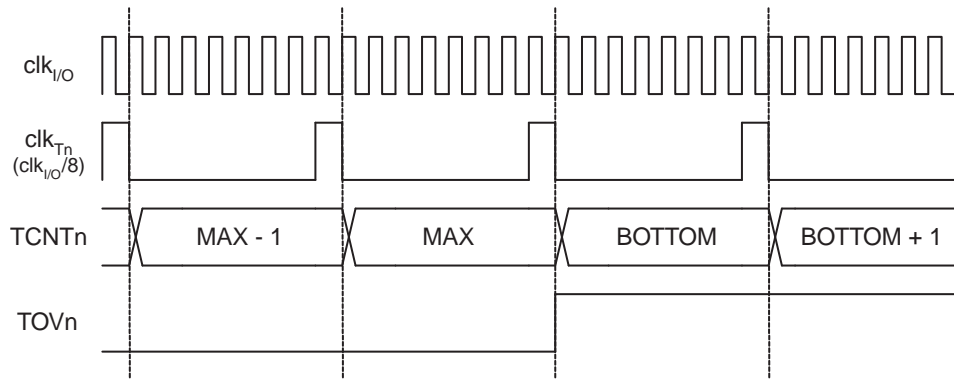 clkI/O
clkTn
(clkI/O/8)
TCNTn MAX - 1 MAX BOTTOM BOTTOM + 1
TOVn